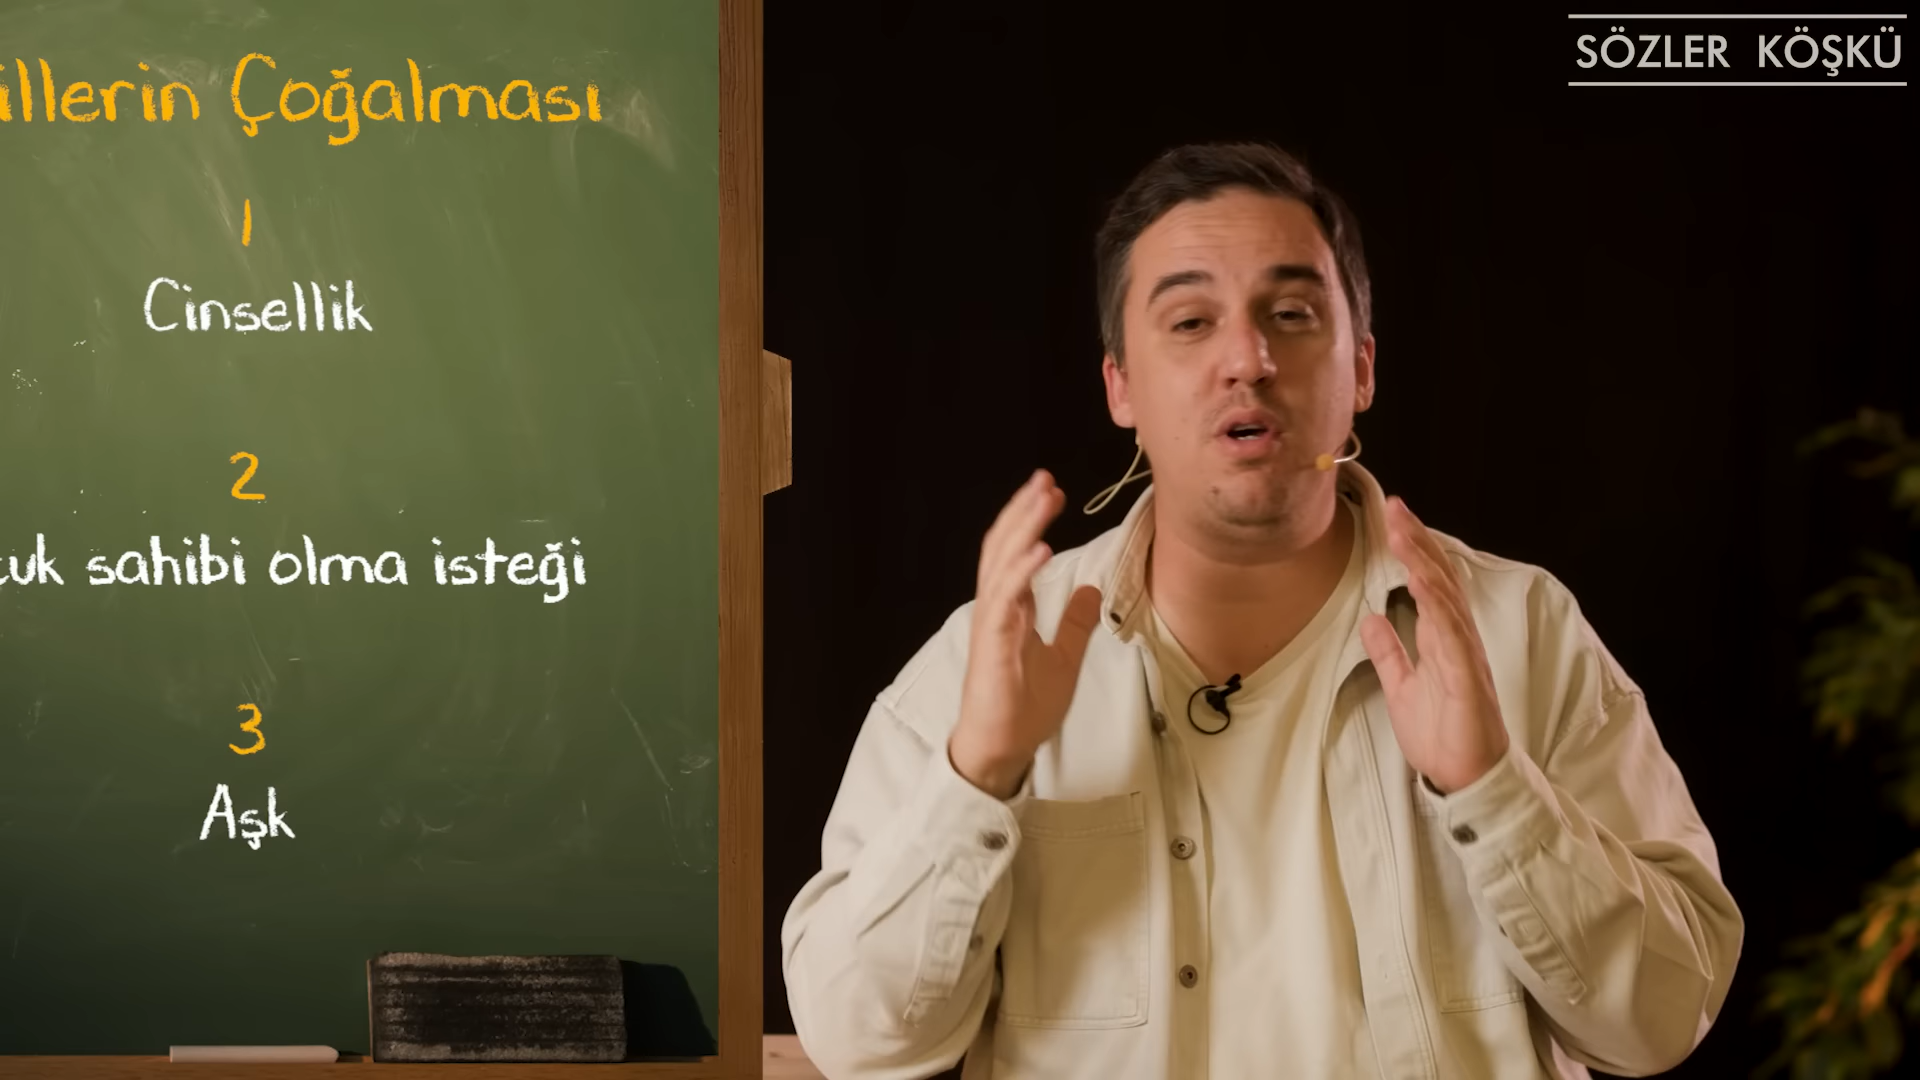 illerin Çoğalması
1
Cinsellik
2
uk sahibi olma isteği
3
Aşk
SÖZLER KÖŞKÜ